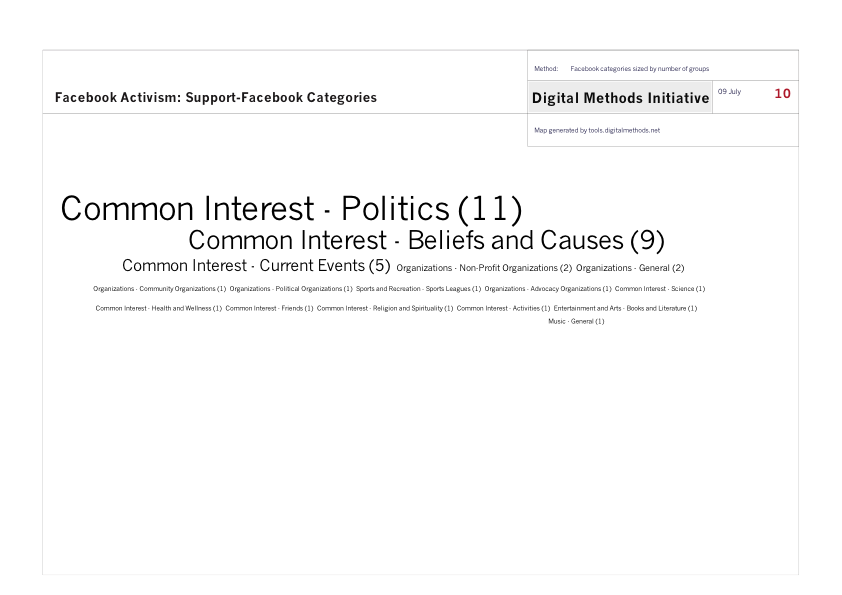 Method: Facebook categories sized by number of groups
Facebook Activism: Support-Facebook Categories
Digital Methods Initiative
09 July
10
Map generated by tools.digitalmethods.net
Common Interest - Politics (11)
Common Interest - Beliefs and Causes (9)
Common Interest - Current Events (5) Organizations - Non-Profit Organizations (2) Organizations - General (2)
Organizations - Community Organizations (1) Organizations - Political Organizations (1) Sports and Recreation - Sports Leagues (1) Organizations - Advocacy Organizations (1) Common Interest - Science (1)
Common Interest - Health and Wellness (1) Common Interest - Friends (1) Common Interest - Religion and Spirituality (1) Common Interest - Activities (1) Entertainment and Arts - Books and Literature (1)
Music - General (1)